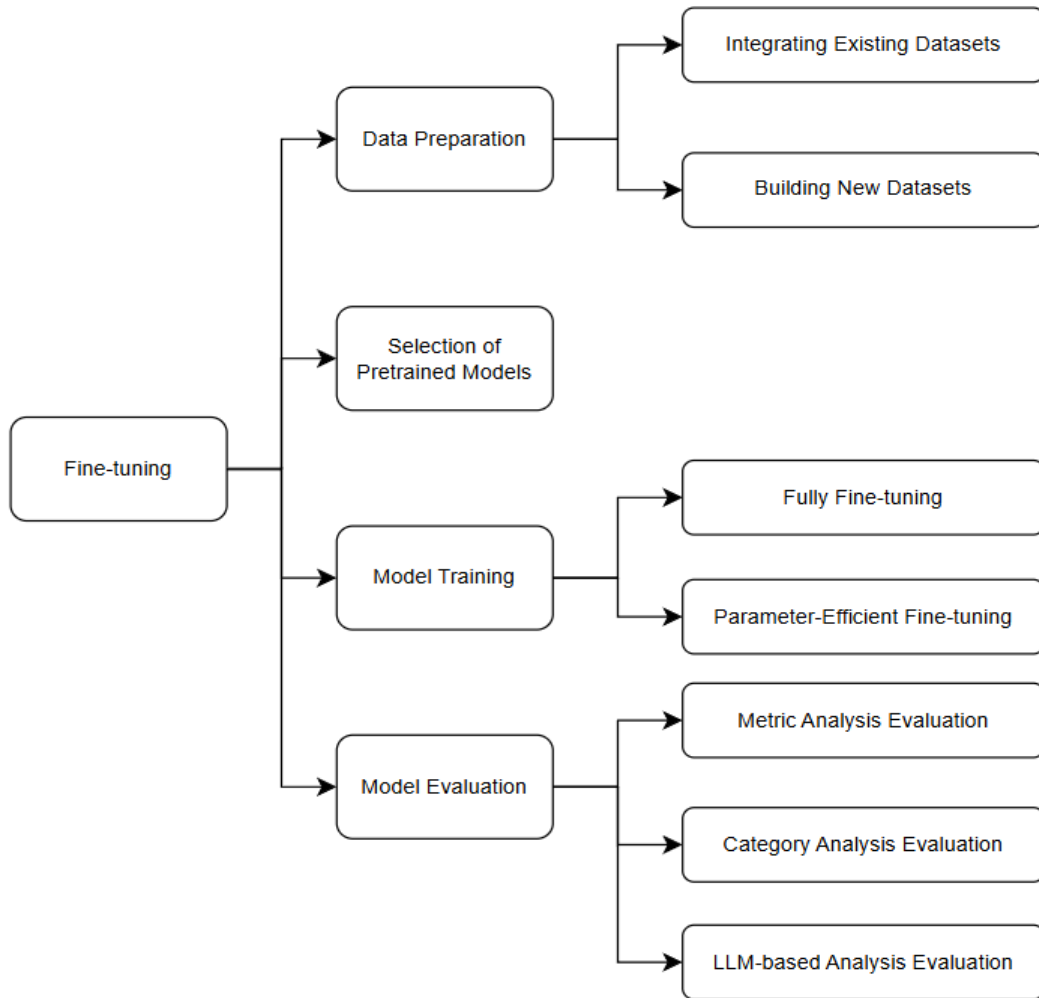 Integrating Existing Datasets
Data Preparation
Building New Datasets
Selection of
Pretrained Models
Fine-tuning
Fully Fine-tuning
Model Training
Parameter-Efficient Fine-tuning
Metric Analysis Evaluation
Model Evaluation
Category Analysis Evaluation
LLM-based Analysis Evaluation